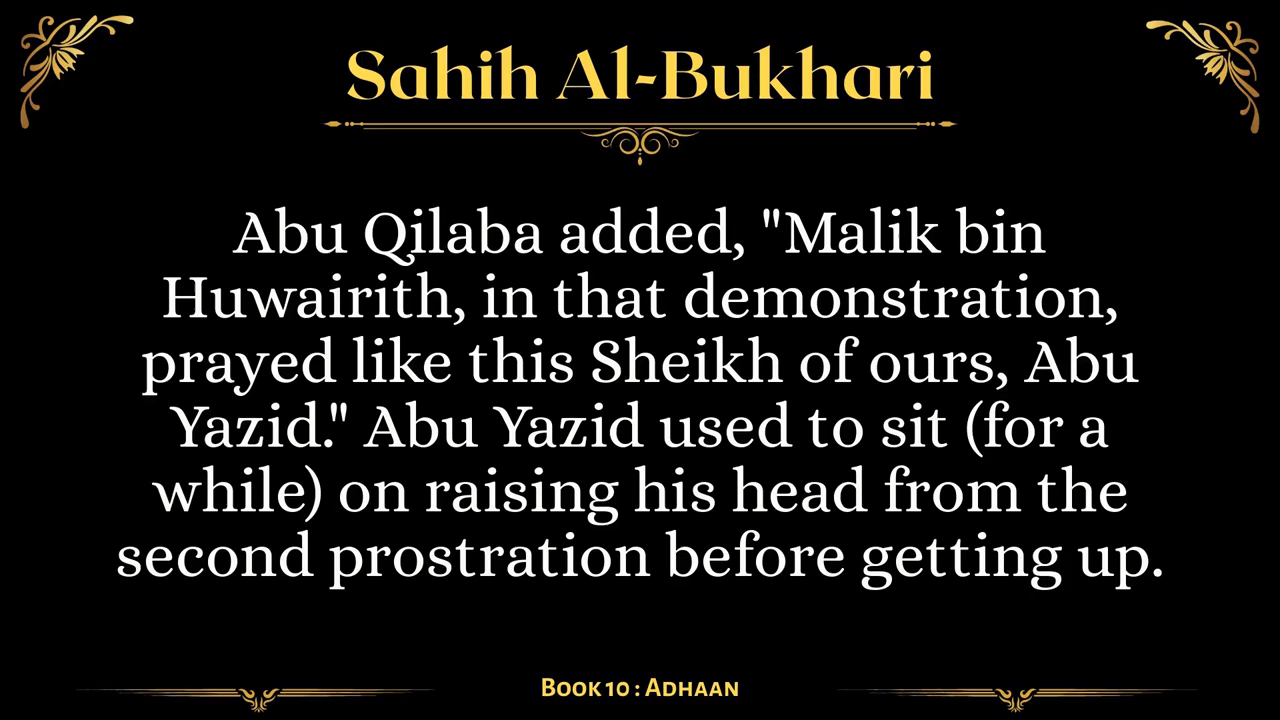 Sahih Al-Bukhari
Abu Qilaba added, "Malik bin
Huwairith, in that demonstration,
prayed like this Sheikh of ours, Abu
Yazid." Abu Yazid used to sit (for a
while) on raising his head from the
second prostration before getting up.
Book 10 : Adhaan